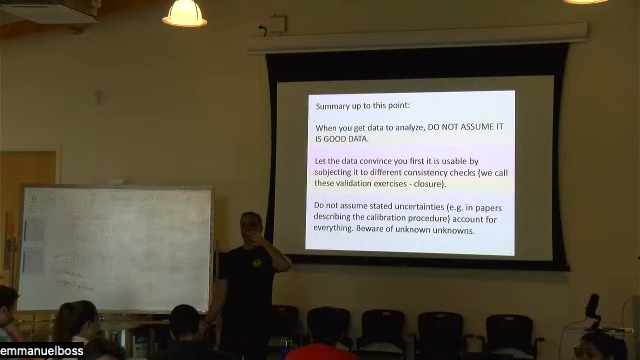 Summary up to this point:
When you get data to analyze, DO NOT ASSUME IT
IS GOOD DATA.
Let the data convince you first it is usable by
subjecting it to different consistency checks (we call
these validation exercises - closure).
Do not assume stated uncertainties (e.g. in papers
describing the calibration procedure) account for
everything. Beware of unknown unknowns.
emmanuelboss